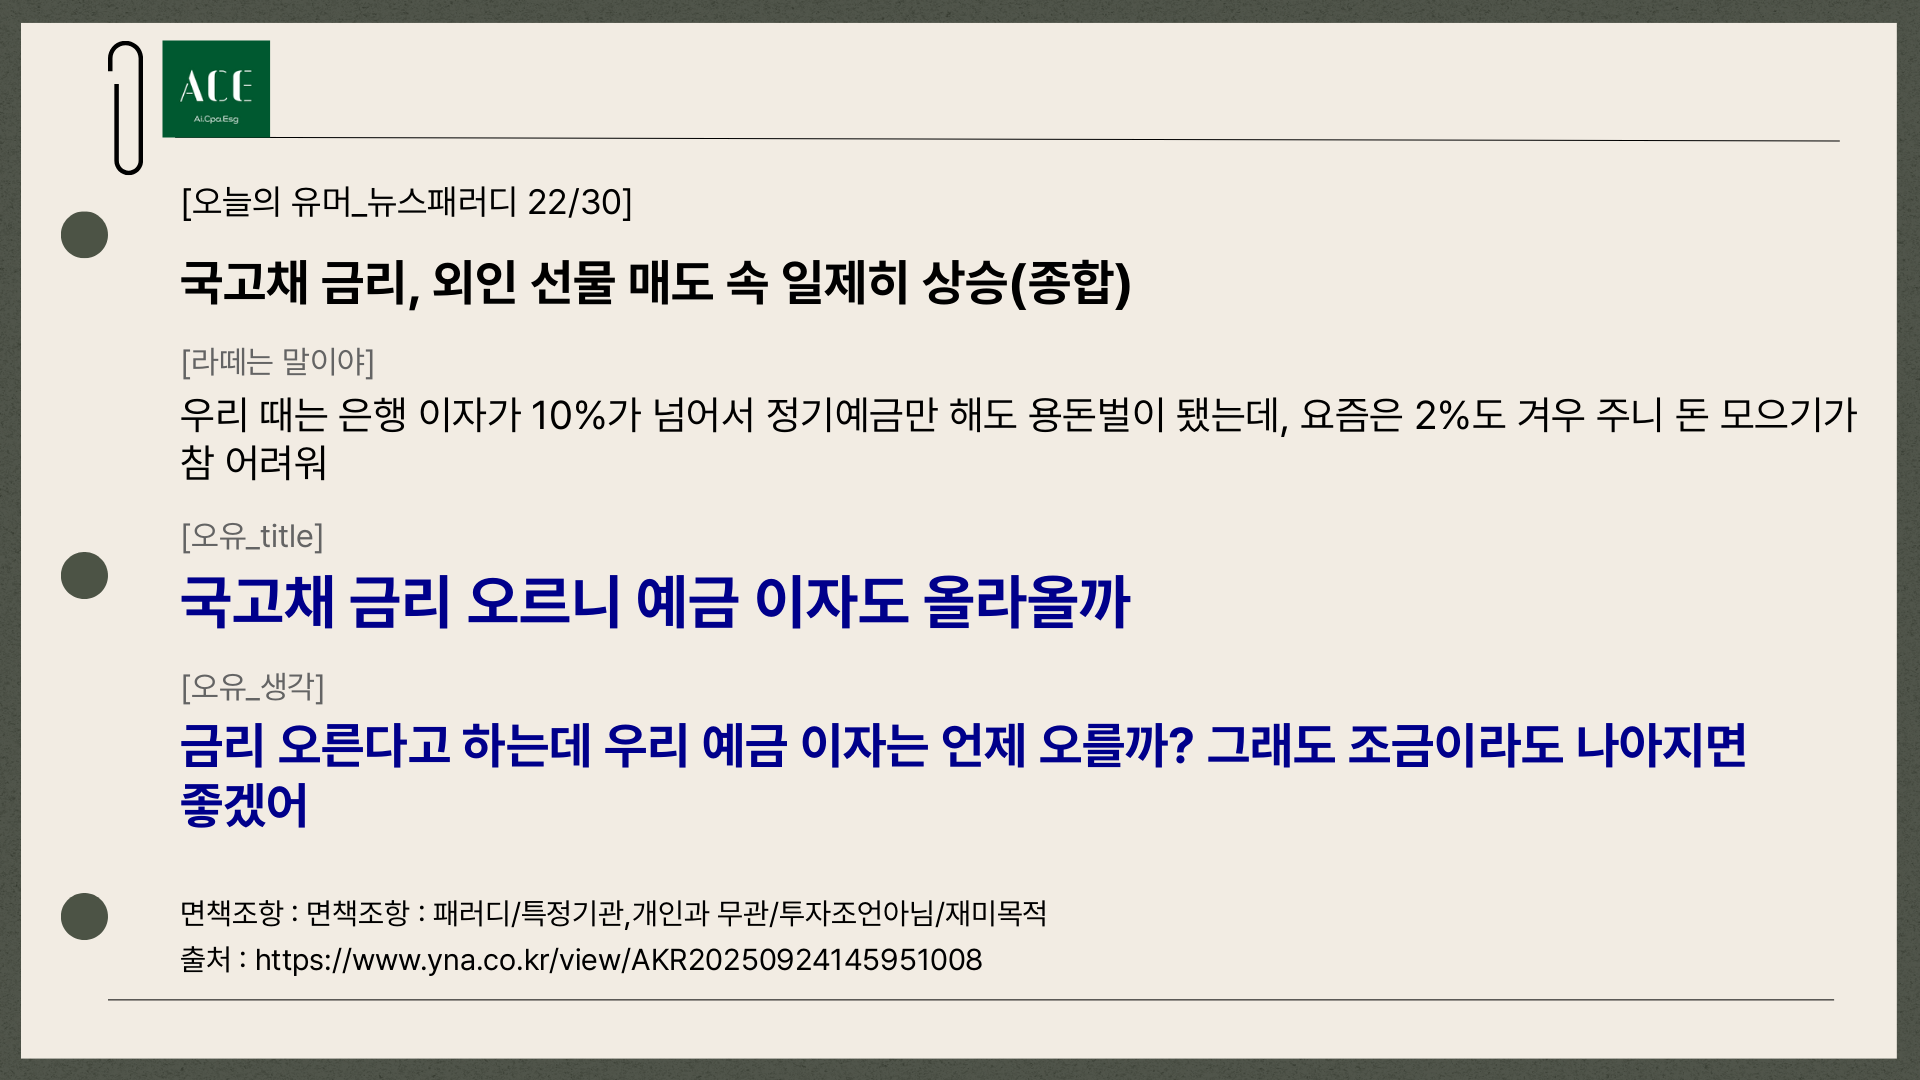 ACE
Ai.Cpa.Esg
[오늘의 유머_뉴스패러디 22/30]
국고채 금리, 외인 선물 매도 속 일제히 상승(종합)
[라떼는 말이야]
우리 때는 은행 이자가 10%가 넘어서 정기예금만 해도 용돈벌이 됐는데, 요즘은 2%도 겨우 주니 돈 모으기가
참 어려워
[오유_title]
국고채 금리 오르니 예금 이자도 올라올까
[오유_생각]
금리 오른다고 하는데 우리 예금 이자는 언제 오를까? 그래도 조금이라도 나아지면
좋겠어
면책조항 : 면책조항 : 패러디/특정기관,개인과 무관/투자조언아님/재미목적
출처 : https://www.yna.co.kr/view/AKR20250924145951008